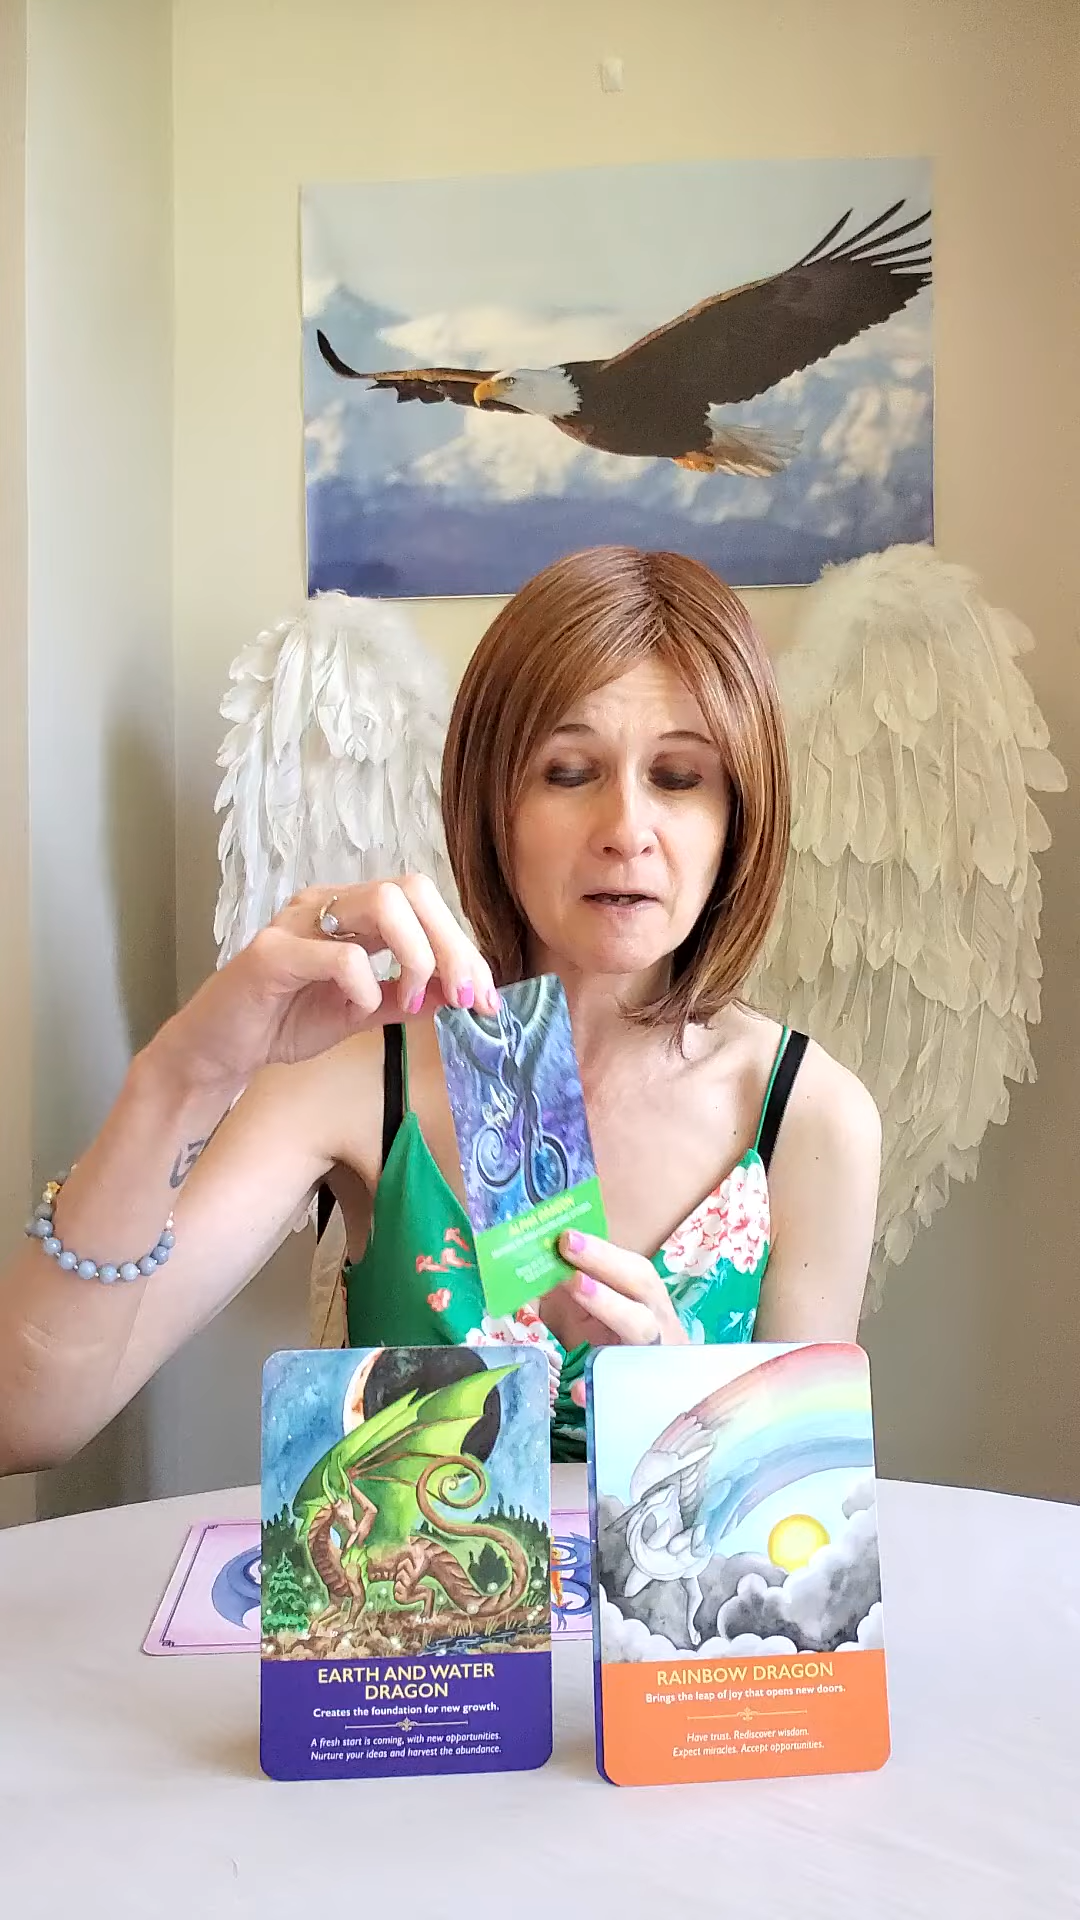 EARTH AND WATER
DRAGON
Creates the foundation for new growth.
A fresh start is coming, with new opportunities.
Nurture your ideas and harvest the abundance.
RAINBOW DRAGON
Brings the leap of joy that opens new doors.
Have trust. Rediscover wisdom.
Expect miracles. Accept opportunities.